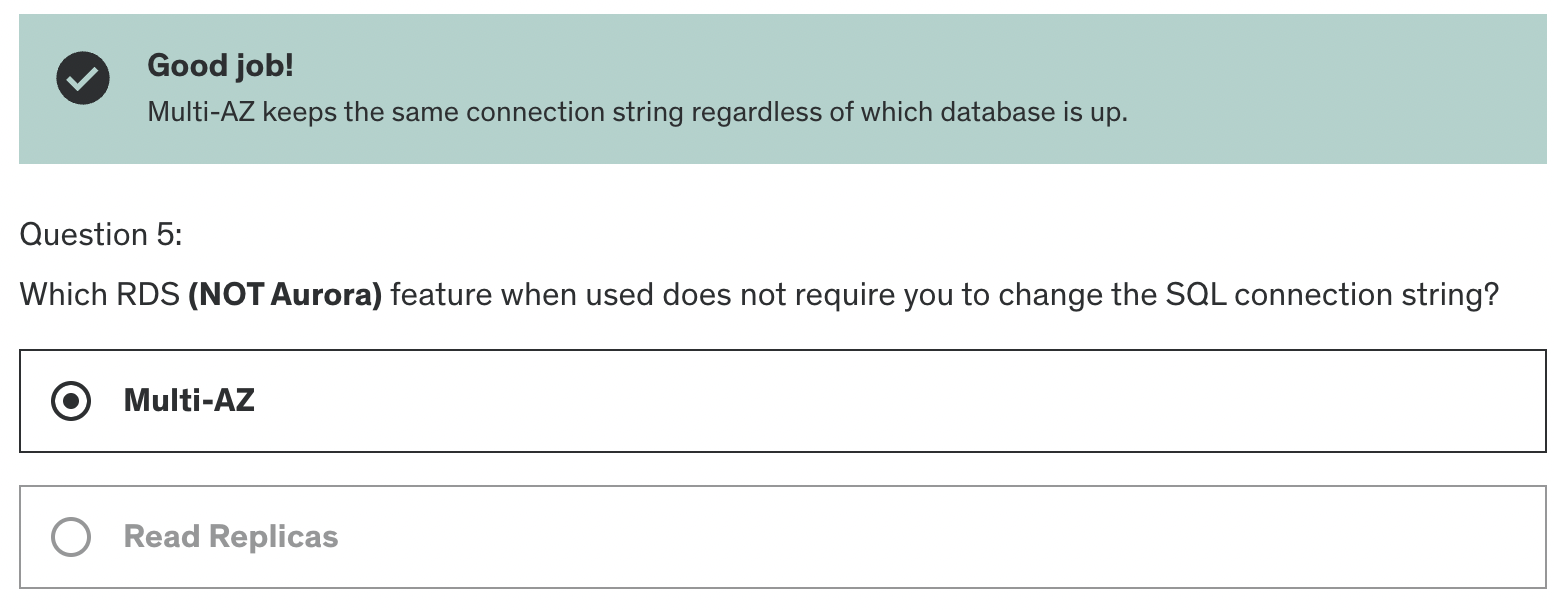 Good job!
Multi-AZ keeps the same connection string regardless of which database is up.
Question 5:
Which RDS (NOT Aurora) feature when used does not require you to change the SQL connection string?
Multi-AZ
Read Replicas